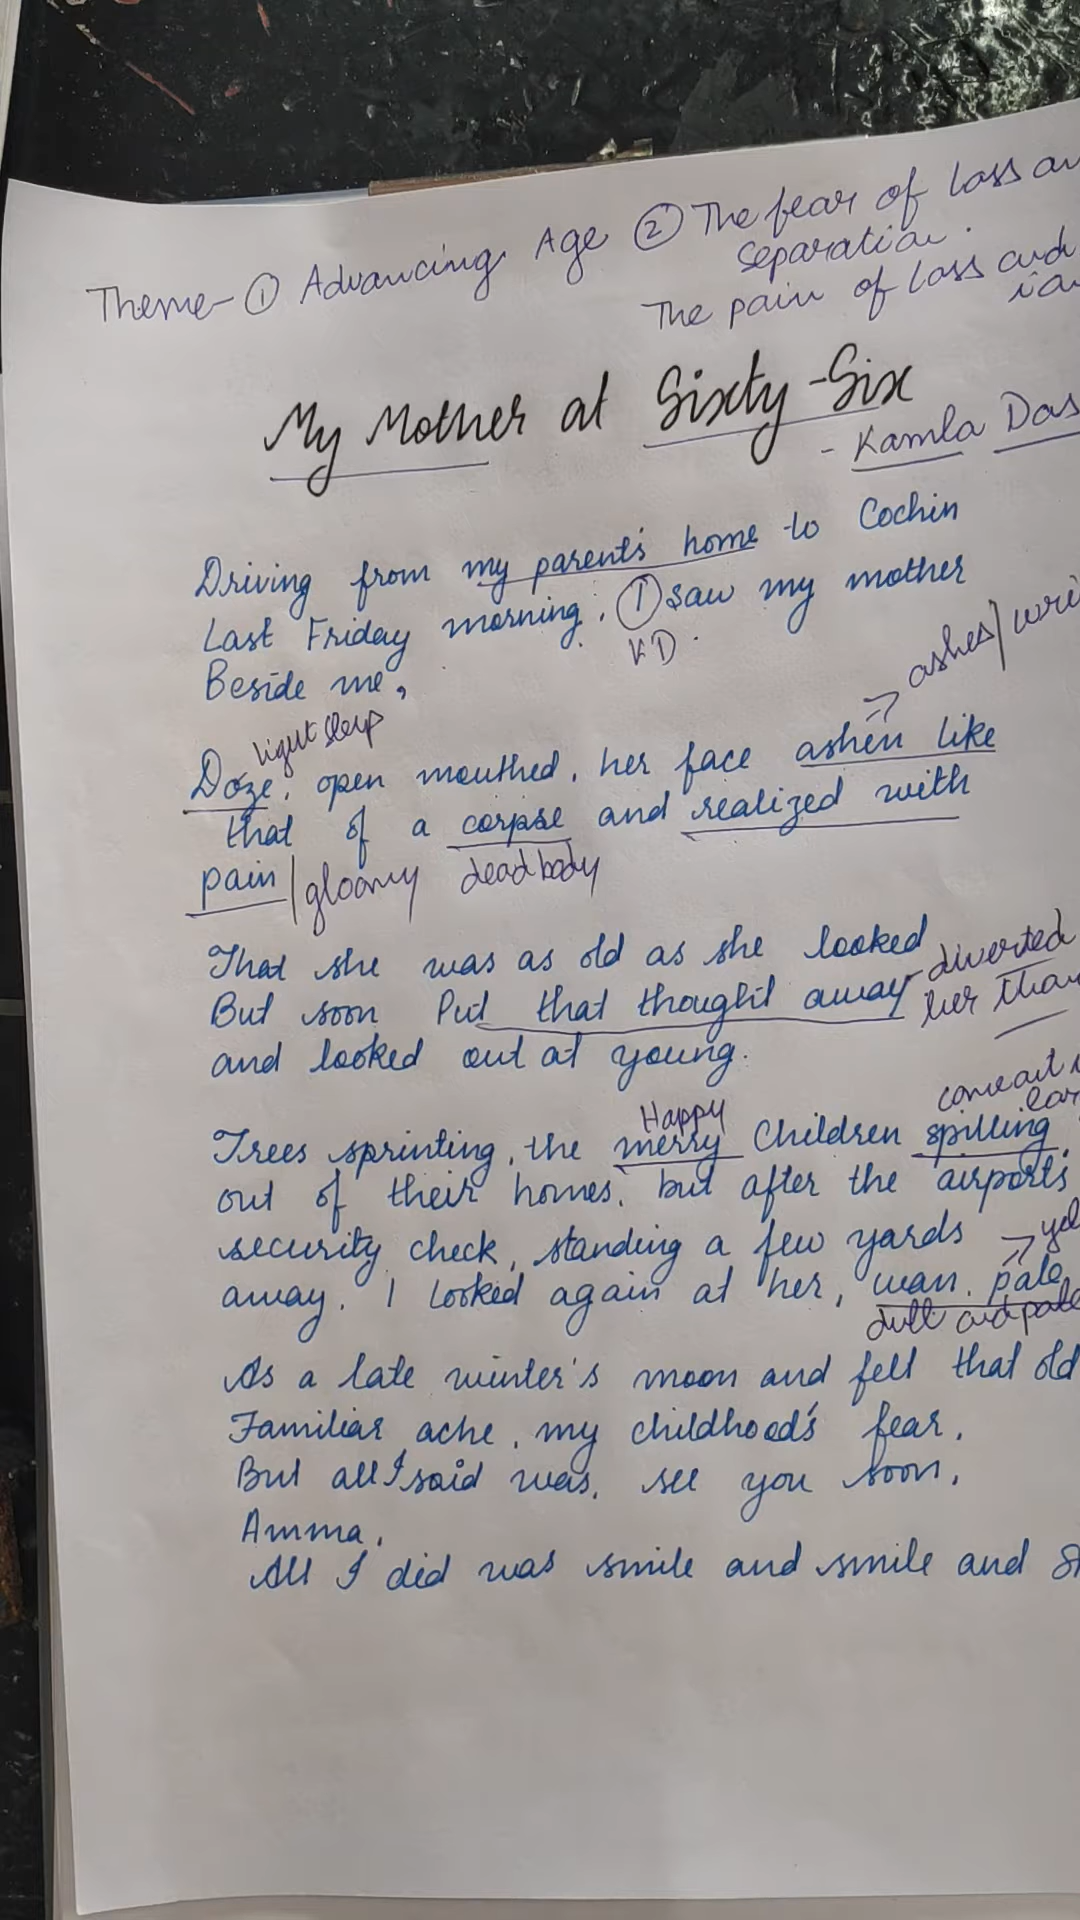 Theme- ① Advancing Age ② The fear of loss an
separation.
The pain of loss and
My Mother at Sixty-Six
- Kamla Das
Driving from my parent's home to Cochin
Last Friday morning, I saw my mother
KD.
Beside me,
ashes/
light sleep
Doze, open mouthed, her face ashen like
that of a corpse and realized with
pain / gloomy deadbody
That she was as old as she looked
diverted
But soon Put that thought away
her
and looked out at young.
Happy
Trees sprinting, the merry Children spilling
out of their homes, but after the airport's
security check, standing a few yards
away, I looked again at her, wan, pale
dull and pale
As a late winter's moon and felt that old
Familiar ache, my childhood's fear,
But all I said was, see you soon,
Amma,
All I did was smile and smile and